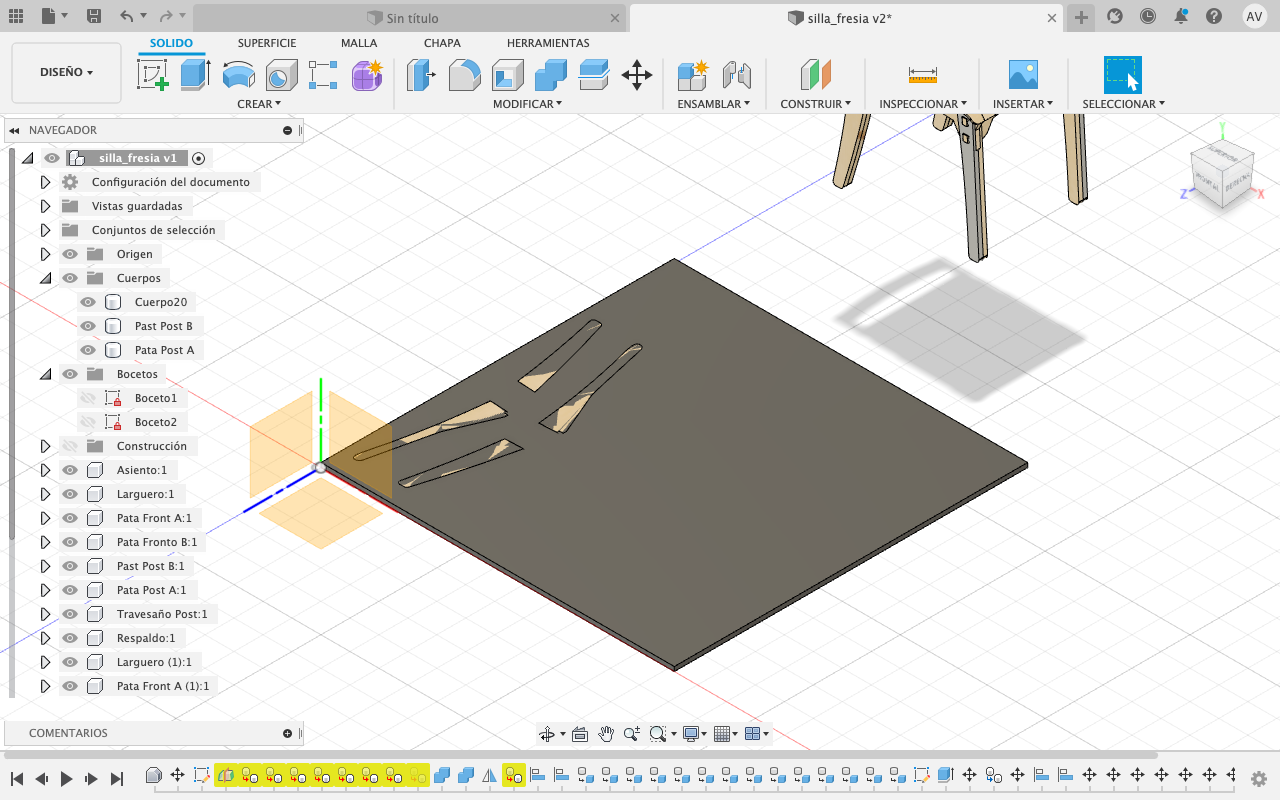 Sin título
silla_fresia v2*
AV
DISEÑO
SOLIDO
SUPERFICIE
MALLA
CHAPA
HERRAMIENTAS
CREAR
MODIFICAR
ENSAMBLAR
CONSTRUIR
INSPECCIONAR
INSERTAR
SELECCIONAR
NAVEGADOR
silla_fresia v1
Configuración del documento
Vistas guardadas
Conjuntos de selección
Origen
Cuerpos
Cuerpo20
Past Post B
Pata Post A
Bocetos
Boceto1
Boceto2
Construcción
Asiento:1
Larguero:1
Pata Front A:1
Pata Fronto B:1
Past Post B:1
Pata Post A:1
Travesaño Post:1
Respaldo:1
Larguero (1):1
Pata Front A (1):1
Y
Z
X
COMENTARIOS